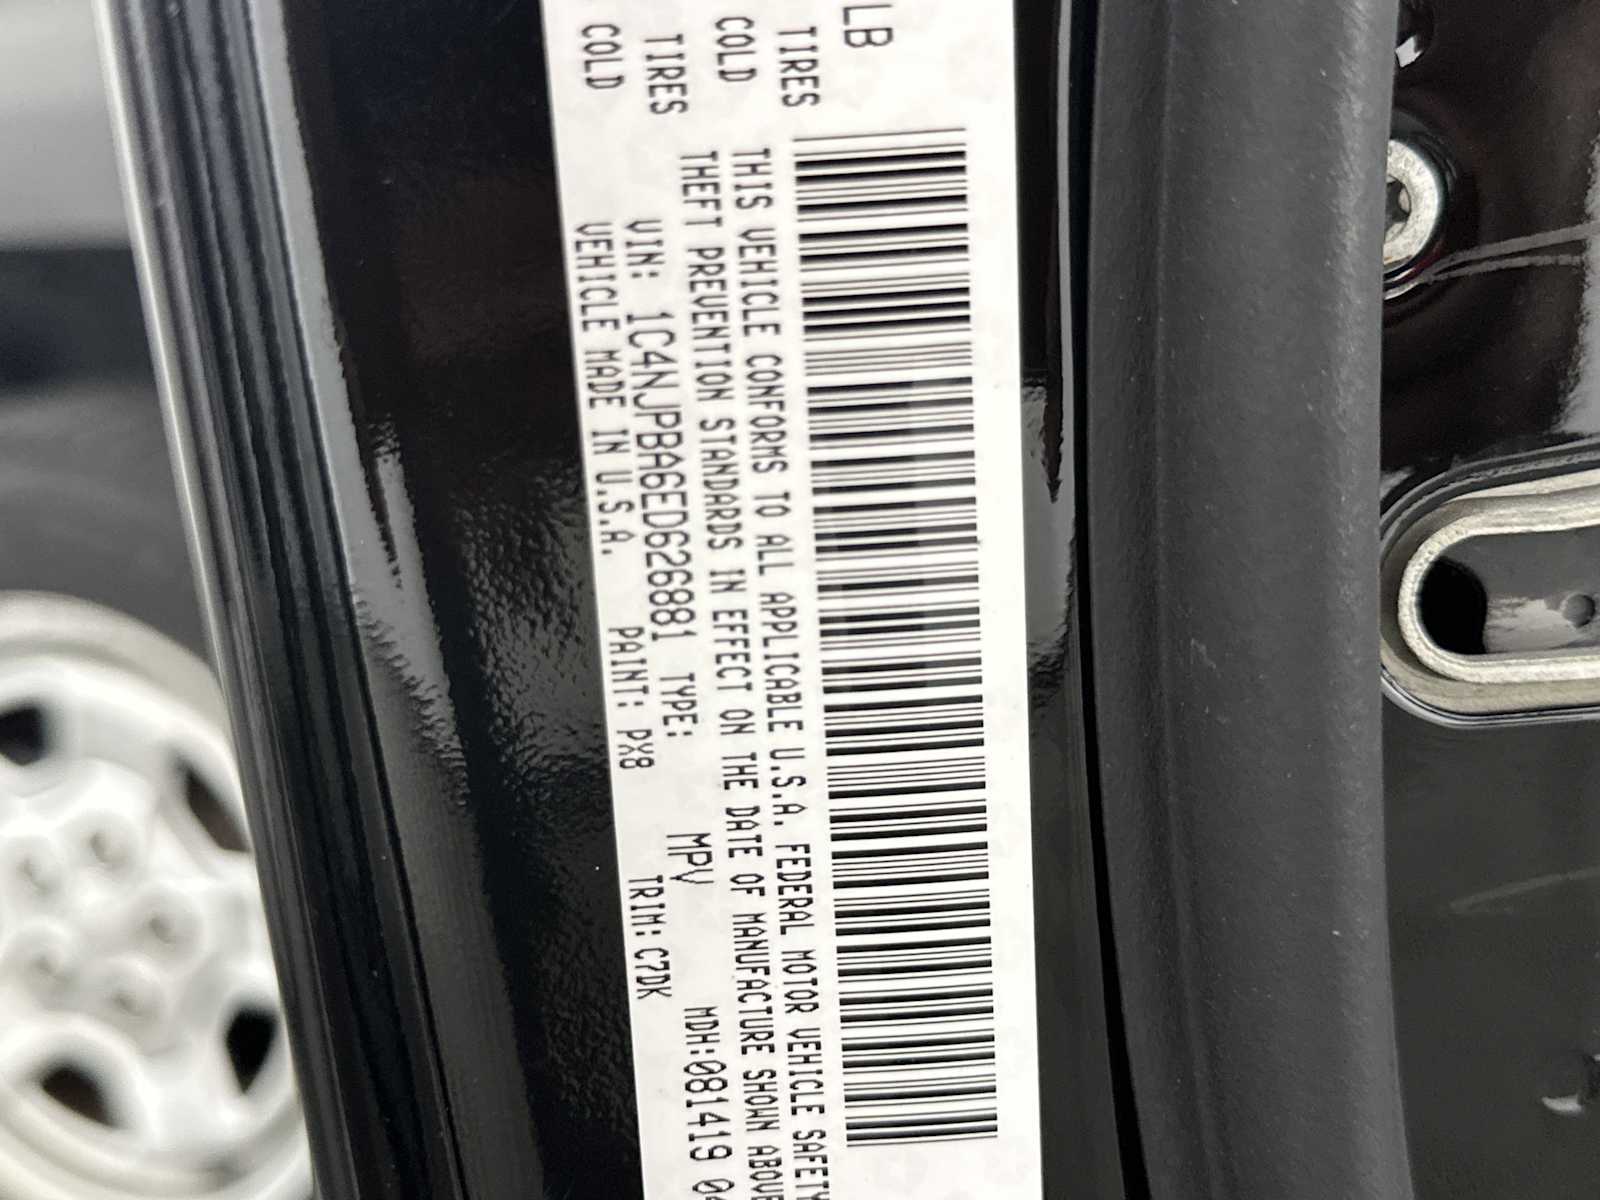 LB
TIRES
COLD
TIRES
COLD
THIS VEHICLE CONFORMS TO ALL APPLICABLE U.S.A. FEDERAL MOTOR VEHICLE SAFETY
THEFT PREVENTION STANDARDS IN EFFECT ON THE DATE OF MANUFACTURE SHOWN ABOVE
VIN: 1C4NJPBA6ED626881 TYPE: MPV MDH:081419 04
VEHICLE MADE IN U.S.A. PAINT: PX8 TRIM: C7DK